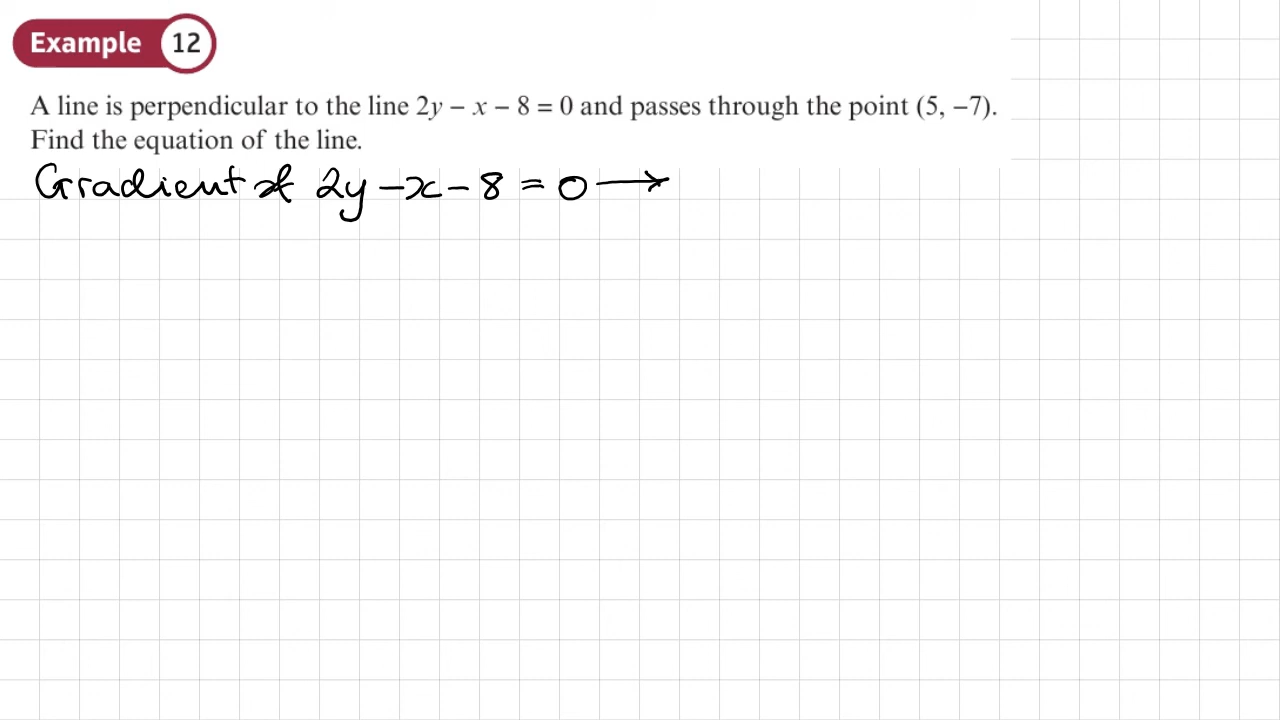 Example 12
A line is perpendicular to the line 2y − x − 8 = 0 and passes through the point (5, −7).
Find the equation of the line.
Gradient of 2y − x − 8 = 0 →